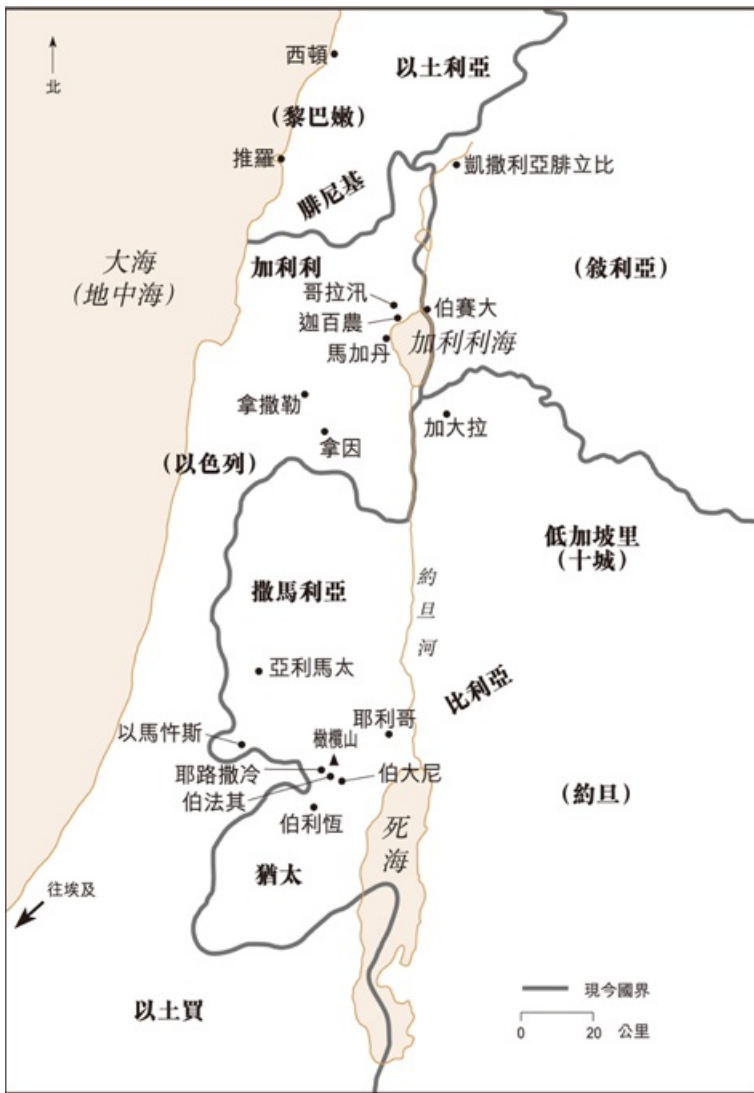 西頓
以土利亞
北
(黎巴嫩)
推羅
凱撒利亞腓立比
腓尼基
加利利
大海
(地中海)
(敍利亞)
哥拉汛
伯賽大
迦百農
馬加丹
加利利海
拿撒勒
加大拉
拿因
(以色列)
低加坡里
(十城)
約旦河
撒馬利亞
亞利馬太
比利亞
耶利哥
以馬忤斯
橄欖山
耶路撒冷
伯大尼
伯法其
(約旦)
伯利恆
死海
猶太
往埃及
以土買
現今國界
0 20 公里